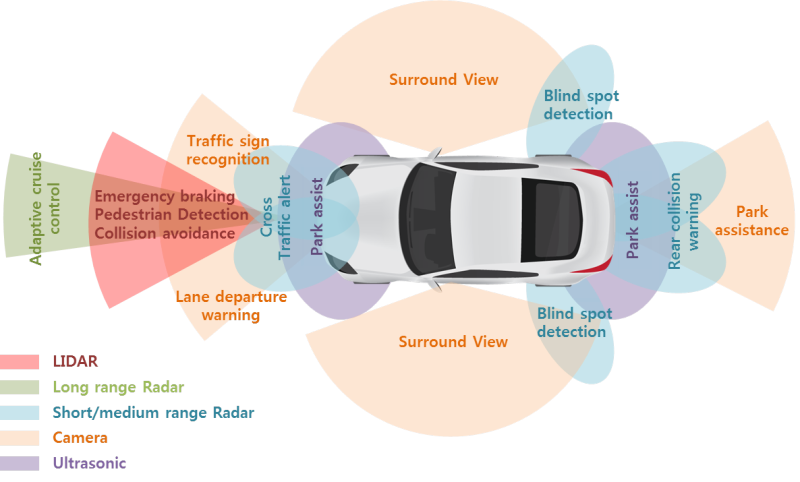 Surround View
Blind spot
detection
Traffic sign
recognition
Adaptive cruise
control
Emergency braking
Pedestrian Detection
Collision avoidance
Cross
Traffic alert
Park assist
Park assist
Rear collision
warning
Park
assistance
Lane departure
warning
Surround View
Blind spot
detection
LIDAR
Long range Radar
Short/medium range Radar
Camera
Ultrasonic